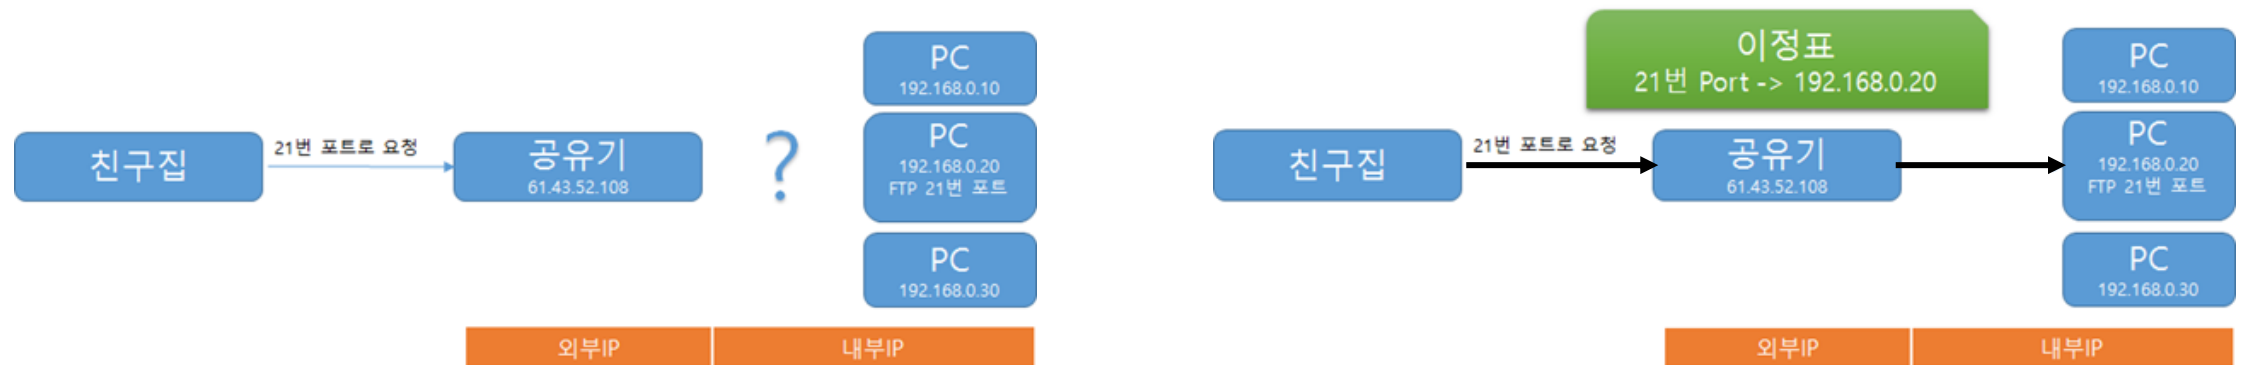 친구집
21번 포트로 요청
공유기
61.43.52.108
?
PC
192.168.0.10
PC
192.168.0.20
FTP 21번 포트
PC
192.168.0.30
외부IP
내부IP
이정표
21번 Port -> 192.168.0.20
친구집
21번 포트로 요청
공유기
61.43.52.108
PC
192.168.0.10
PC
192.168.0.20
FTP 21번 포트
PC
192.168.0.30
외부IP
내부IP